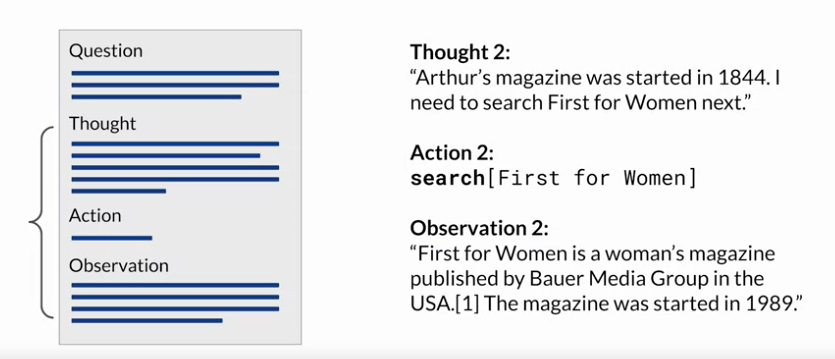 Question
Thought
Action
Observation
Thought 2:
“Arthur’s magazine was started in 1844. I
need to search First for Women next.”
Action 2:
search[First for Women]
Observation 2:
“First for Women is a woman’s magazine
published by Bauer Media Group in the
USA.[1] The magazine was started in 1989.”